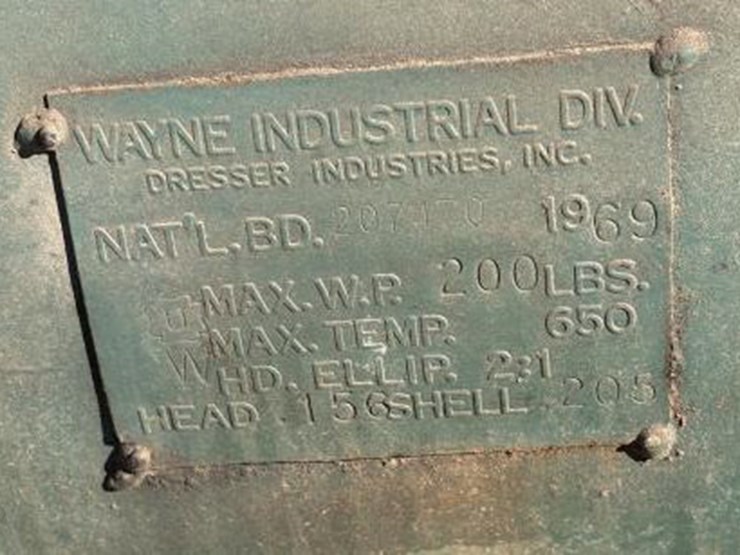 WAYNE INDUSTRIAL DIV.
DRESSER INDUSTRIES, INC.
NAT'L. BD. 1969
U MAX. W.P. 200 LBS.
MAX. TEMP. 650
W HD. ELLIP. 2:1
HEAD .156 SHELL .205